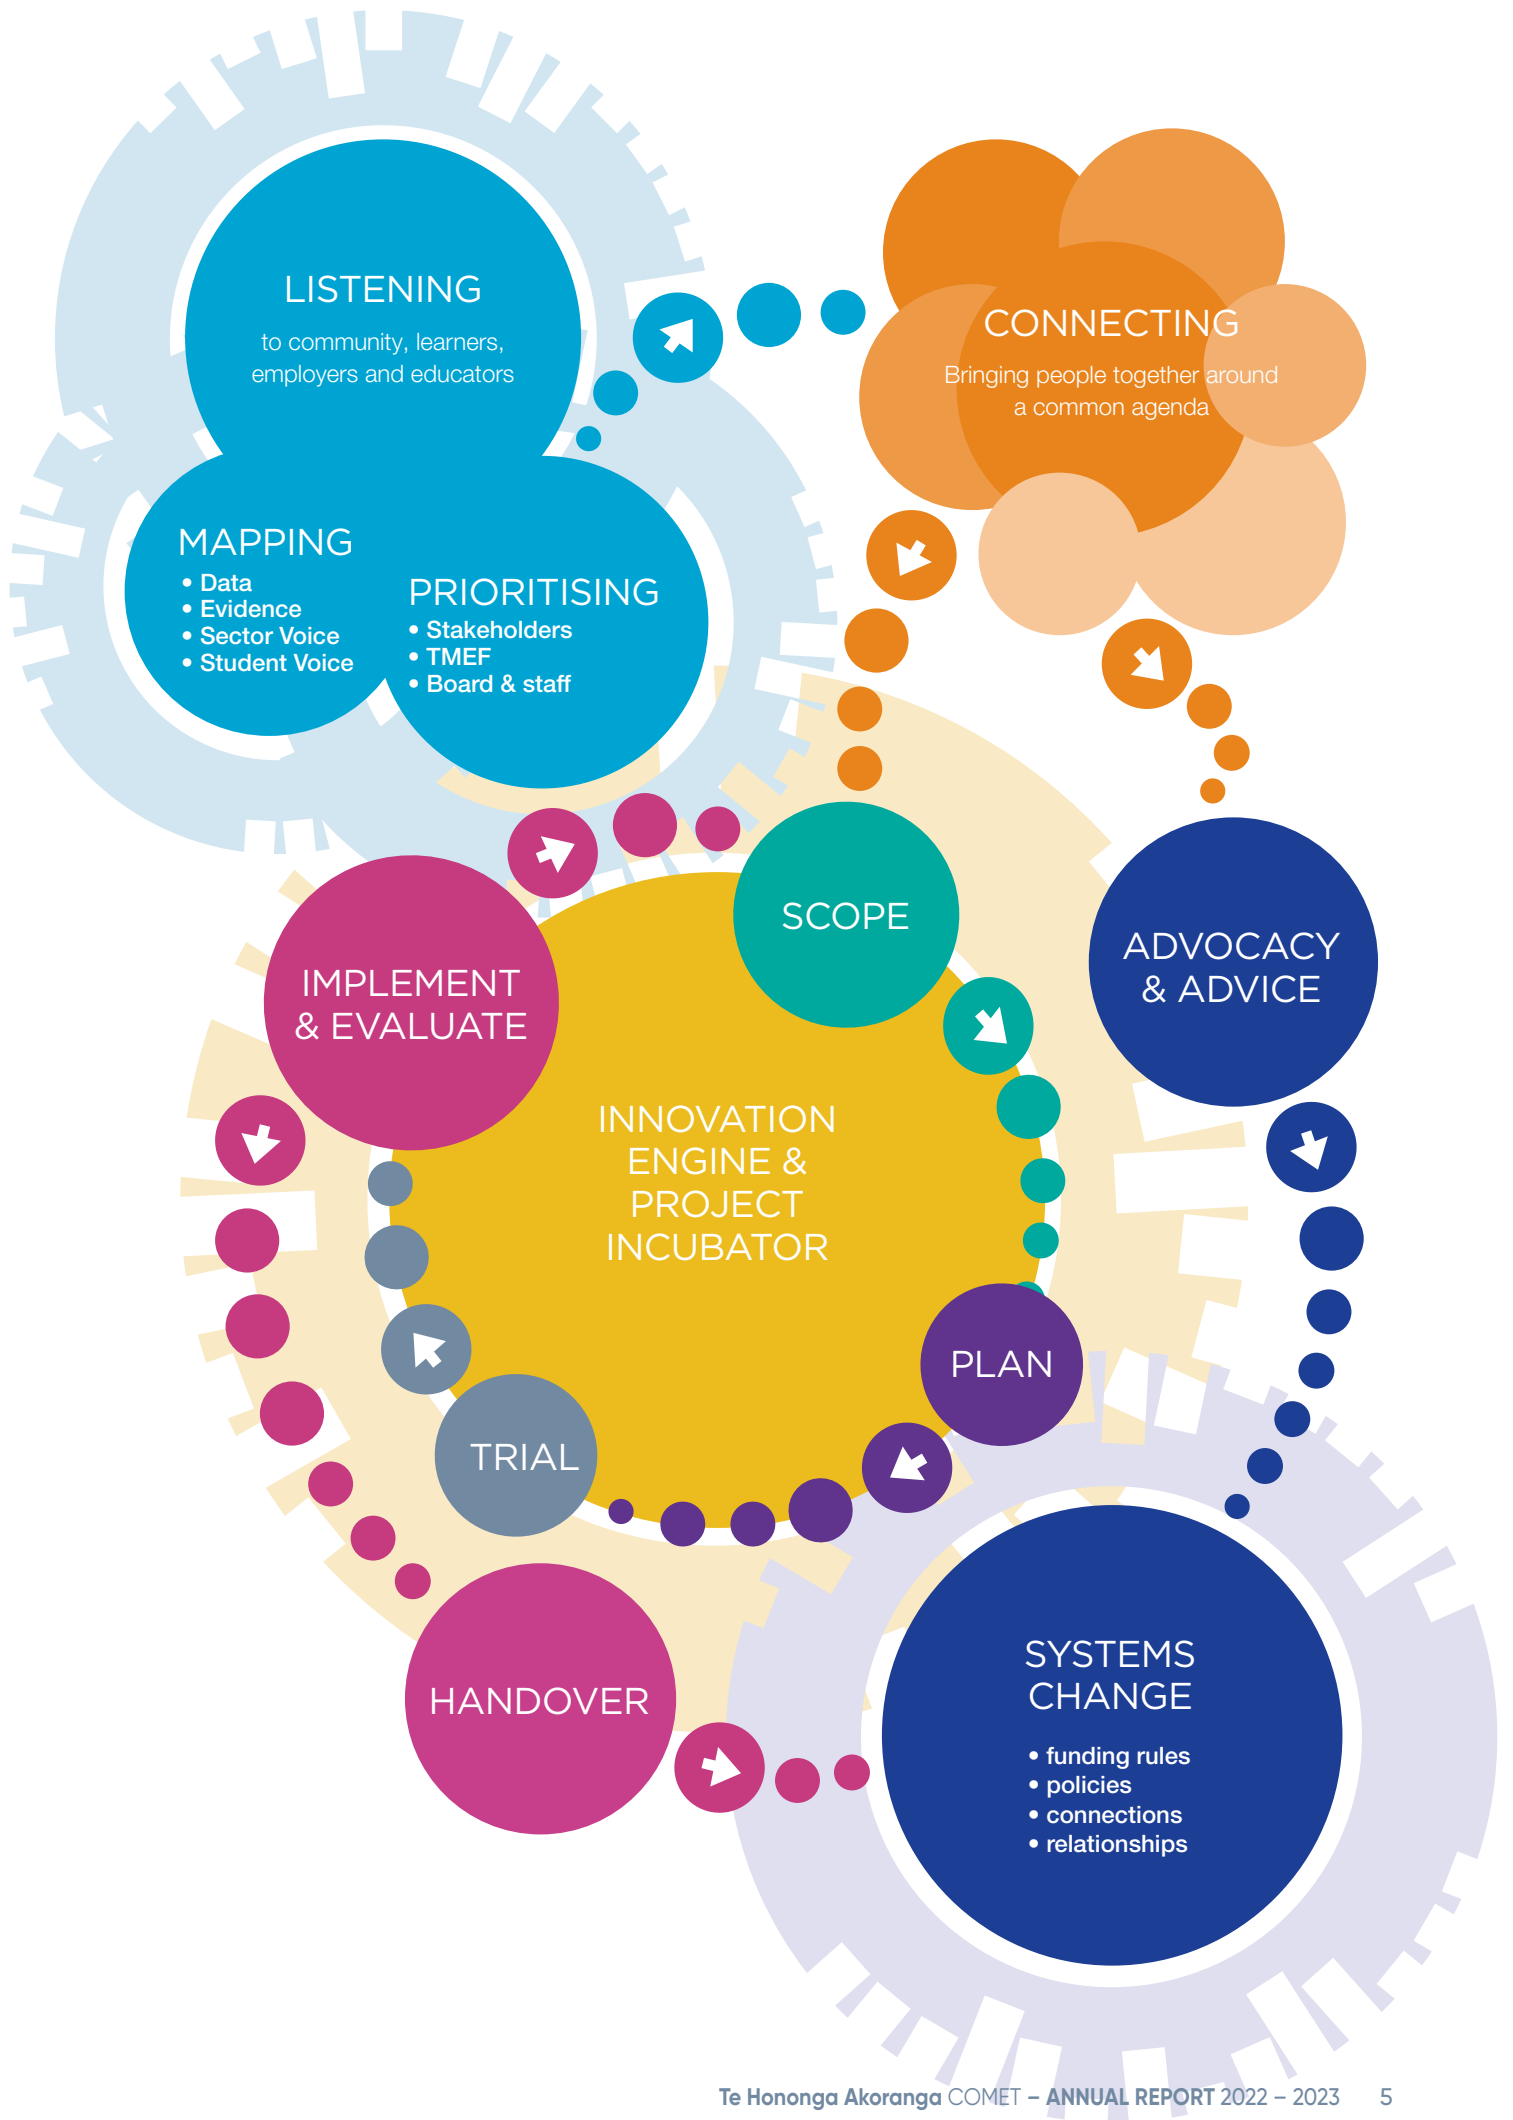 LISTENING
to community, learners,
employers and educators
MAPPING
• Data
• Evidence
• Sector Voice
• Student Voice
PRIORITISING
• Stakeholders
• TMEF
• Board & staff
CONNECTING
Bringing people together around
a common agenda
SCOPE
ADVOCACY
& ADVICE
IMPLEMENT
& EVALUATE
INNOVATION
ENGINE &
PROJECT
INCUBATOR
PLAN
TRIAL
HANDOVER
SYSTEMS
CHANGE
• funding rules
• policies
• connections
• relationships
Te Hononga Akoranga COMET – ANNUAL REPORT 2022 – 2023 5